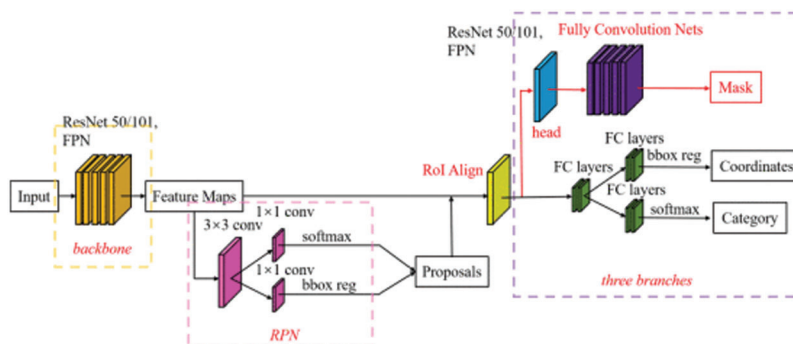 ResNet 50/101,
FPN
Input
backbone
Feature Maps
3×3 conv
1×1 conv
softmax
1×1 conv
bbox reg
RPN
Proposals
RoI Align
ResNet 50/101,
FPN
Fully Convolution Nets
head
Mask
FC layers
FC layers
bbox reg
Coordinates
FC layers
softmax
Category
three branches